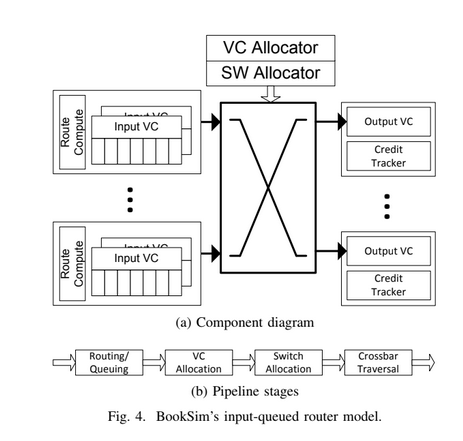 VC Allocator
SW Allocator
Route Compute
Input VC
Input VC
Output VC
Credit Tracker
Route Compute
Input VC
Input VC
Output VC
Credit Tracker
(a) Component diagram
Routing/ Queuing
VC Allocation
Switch Allocation
Crossbar Traversal
(b) Pipeline stages
Fig. 4. BookSim's input-queued router model.